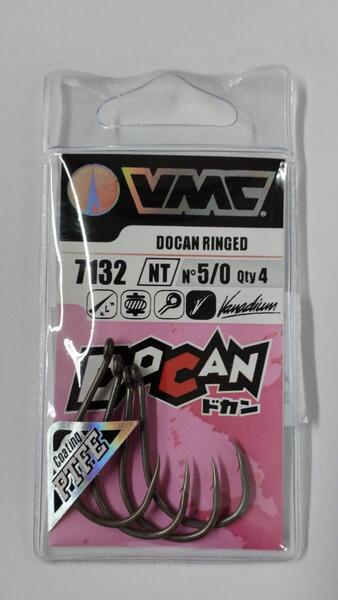 VMC®
DOCAN RINGED
7132 NT N° 5/0 Qty 4
Vanadium
DOCAN
ドカン
Coating
PTFE